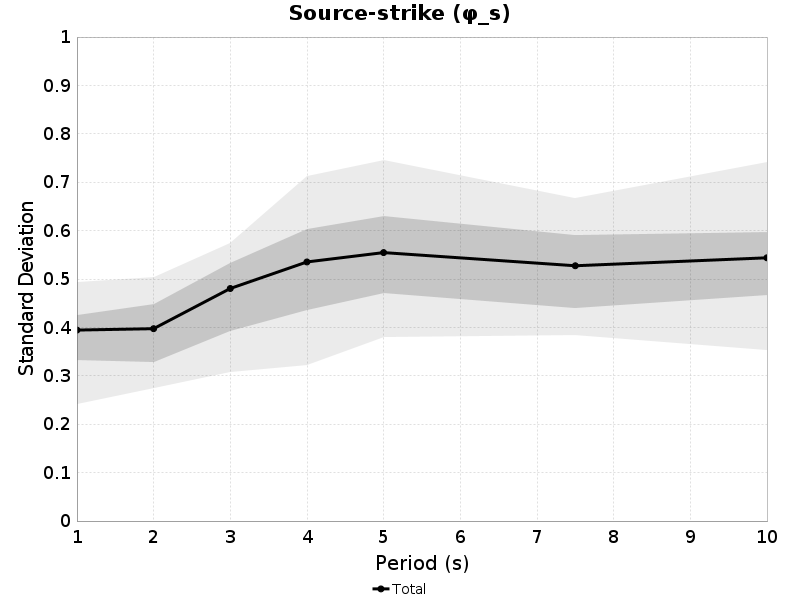 Source-strike (φ_s)
1
0.9
0.8
0.7
0.6
0.5
0.4
0.3
0.2
0.1
0
Standard Deviation
1 2 3 4 5 6 7 8 9 10
Period (s)
Total